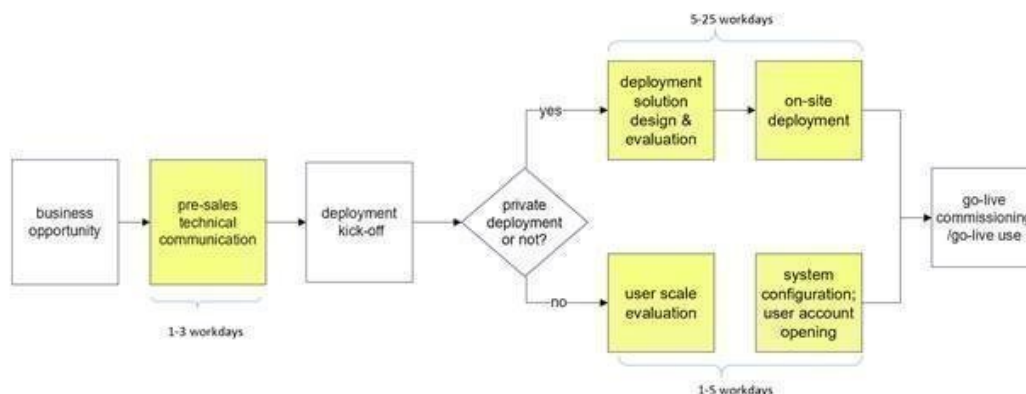 5-25 workdays
deployment
solution
design &
evaluation
on-site
deployment
yes
business
opportunity
pre-sales
technical
communication
deployment
kick-off
private
deployment
or not?
go-live
commissioning
/go-live use
no
user scale
evaluation
system
configuration;
user account
opening
1-3 workdays
1-5 workdays